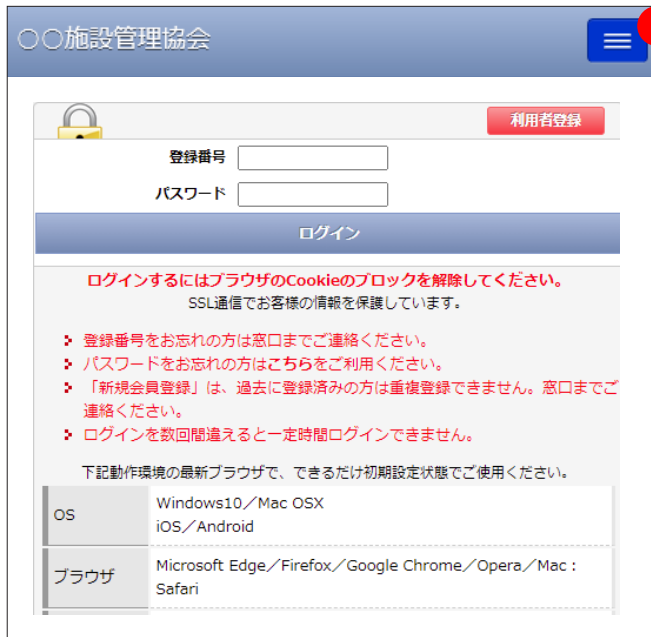 ○○施設管理協会
利用者登録
登録番号
パスワード
ログイン
ログインするにはブラウザのCookieのブロックを解除してください。
SSL通信でお客様の情報を保護しています。
登録番号をお忘れの方は窓口までご連絡ください。
パスワードをお忘れの方はこちらをご利用ください。
「新規会員登録」は、過去に登録済みの方は重複登録できません。窓口までご
連絡ください。
ログインを数回間違えると一定時間ログインできません。
下記動作環境の最新ブラウザで、できるだけ初期設定状態でご使用ください。
OS
Windows10／Mac OSX
iOS／Android
ブラウザ
Microsoft Edge／Firefox／Google Chrome／Opera／Mac：
Safari